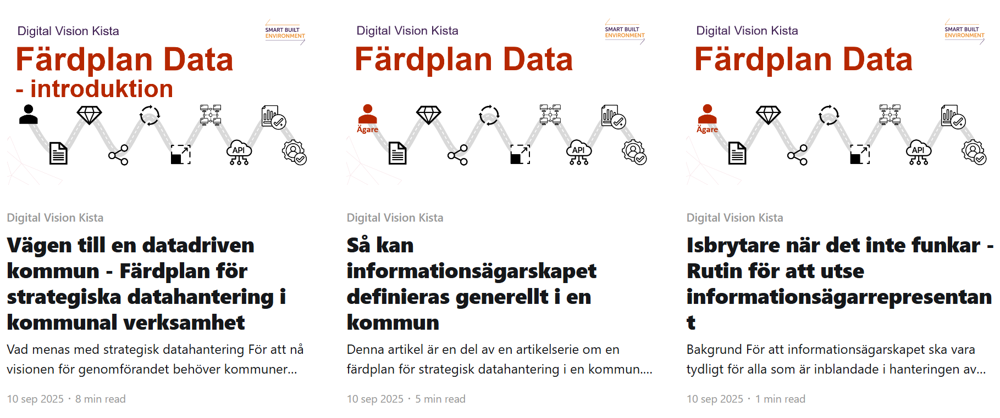 Digital Vision Kista
SMART BUILT
ENVIRONMENT
Färdplan Data
- introduktion
API
Digital Vision Kista
Vägen till en datadriven
kommun - Färdplan för
strategiska datahantering i
kommunal verksamhet
Vad menas med strategisk datahantering För att nå
visionen för genomförandet behöver kommuner...
10 sep 2025 · 8 min read
Digital Vision Kista
SMART BUILT
ENVIRONMENT
Färdplan Data
Ägare
API
Digital Vision Kista
Så kan
informationsägarskapet
definieras generellt i en
kommun
Denna artikel är en del av en artikelserie om en
färdplan för strategisk datahantering i en kommun....
10 sep 2025 · 5 min read
Digital Vision Kista
SMART BUILT
ENVIRONMENT
Färdplan Data
Ägare
API
Digital Vision Kista
Isbrytare när det inte funkar -
Rutin för att utse
informationsägarrepresentan
t
Bakgrund För att informationsägarskapet ska vara
tydligt för alla som är inblandade i hanteringen av...
10 sep 2025 · 1 min read